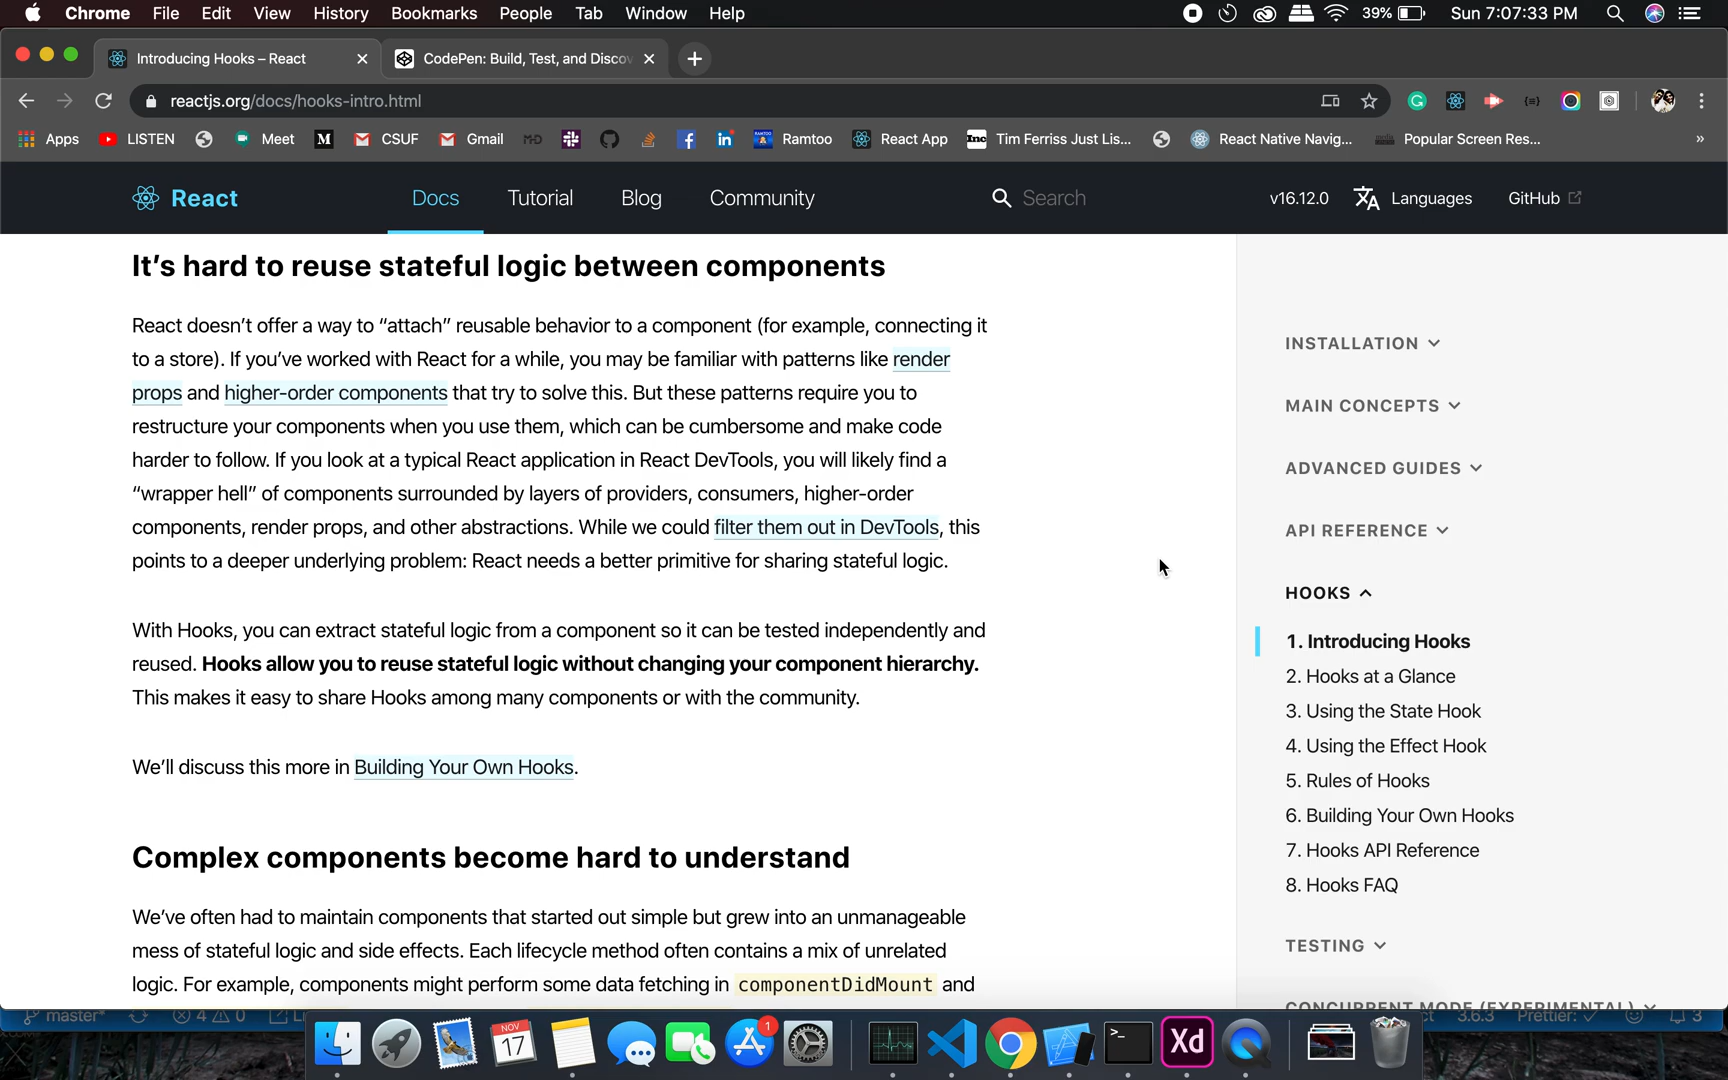 Chrome File Edit View History Bookmarks People Tab Window Help 39% Sun 7:07:33 PM
Introducing Hooks – React CodePen: Build, Test, and Discov
reactjs.org/docs/hooks-intro.html
Apps LISTEN Meet M CSUF Gmail MD Ramtoo React App Inc Tim Ferriss Just Lis... React Native Navig... Popular Screen Res... »
React Docs Tutorial Blog Community Search v16.12.0 Languages GitHub
It's hard to reuse stateful logic between components
React doesn't offer a way to “attach” reusable behavior to a component (for example, connecting it
to a store). If you've worked with React for a while, you may be familiar with patterns like render
props and higher-order components that try to solve this. But these patterns require you to
restructure your components when you use them, which can be cumbersome and make code
harder to follow. If you look at a typical React application in React DevTools, you will likely find a
“wrapper hell” of components surrounded by layers of providers, consumers, higher-order
components, render props, and other abstractions. While we could filter them out in DevTools, this
points to a deeper underlying problem: React needs a better primitive for sharing stateful logic.
With Hooks, you can extract stateful logic from a component so it can be tested independently and
reused. Hooks allow you to reuse stateful logic without changing your component hierarchy.
This makes it easy to share Hooks among many components or with the community.
We'll discuss this more in Building Your Own Hooks.
Complex components become hard to understand
We've often had to maintain components that started out simple but grew into an unmanageable
mess of stateful logic and side effects. Each lifecycle method often contains a mix of unrelated
logic. For example, components might perform some data fetching in componentDidMount and
INSTALLATION
MAIN CONCEPTS
ADVANCED GUIDES
API REFERENCE
HOOKS
1. Introducing Hooks
2. Hooks at a Glance
3. Using the State Hook
4. Using the Effect Hook
5. Rules of Hooks
6. Building Your Own Hooks
7. Hooks API Reference
8. Hooks FAQ
TESTING
CONCURRENT MODE (EXPERIMENTAL)
master* 4 0 3.6.3 Prettier: ✓ 3
NOV 17 1 Xd